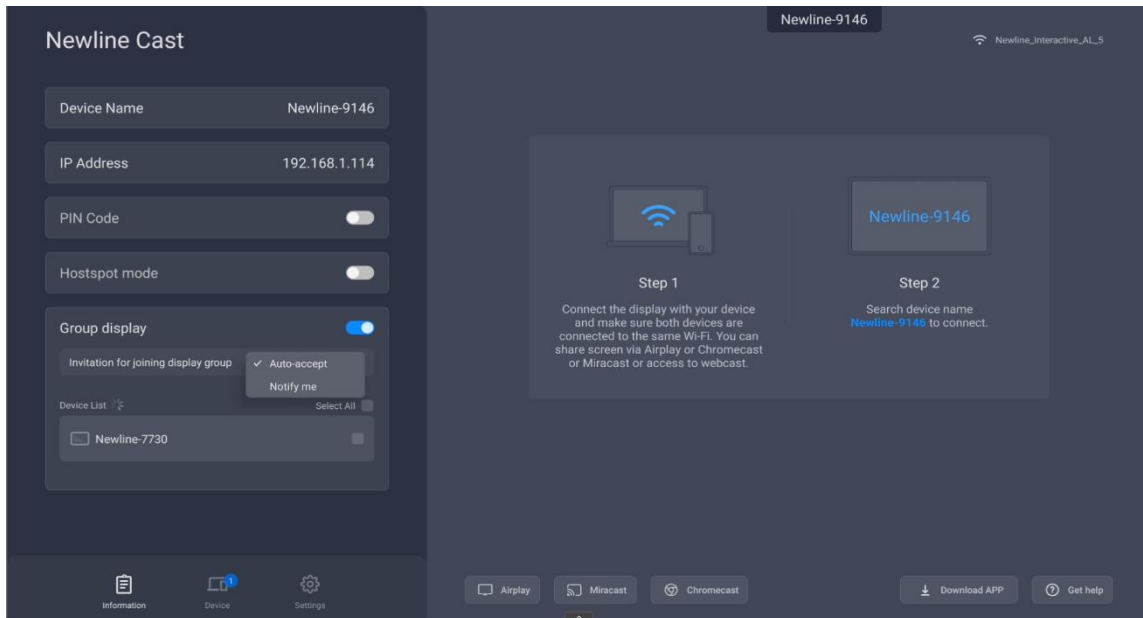 Newline Cast
Newline-9146
Newline_Interactive_AL_5
Device Name Newline-9146
IP Address 192.168.1.114
PIN Code
Hostspot mode
Group display
Invitation for joining display group
Auto-accept
Notify me
Device List Select All
Newline-7730
Information
1
Device
Settings
Newline-9146
Step 1
Connect the display with your device
and make sure both devices are
connected to the same Wi-Fi. You can
share screen via Airplay or Chromecast
or Miracast or access to webcast.
Step 2
Search device name
Newline-9146 to connect.
Airplay
Miracast
Chromecast
Download APP
Get help